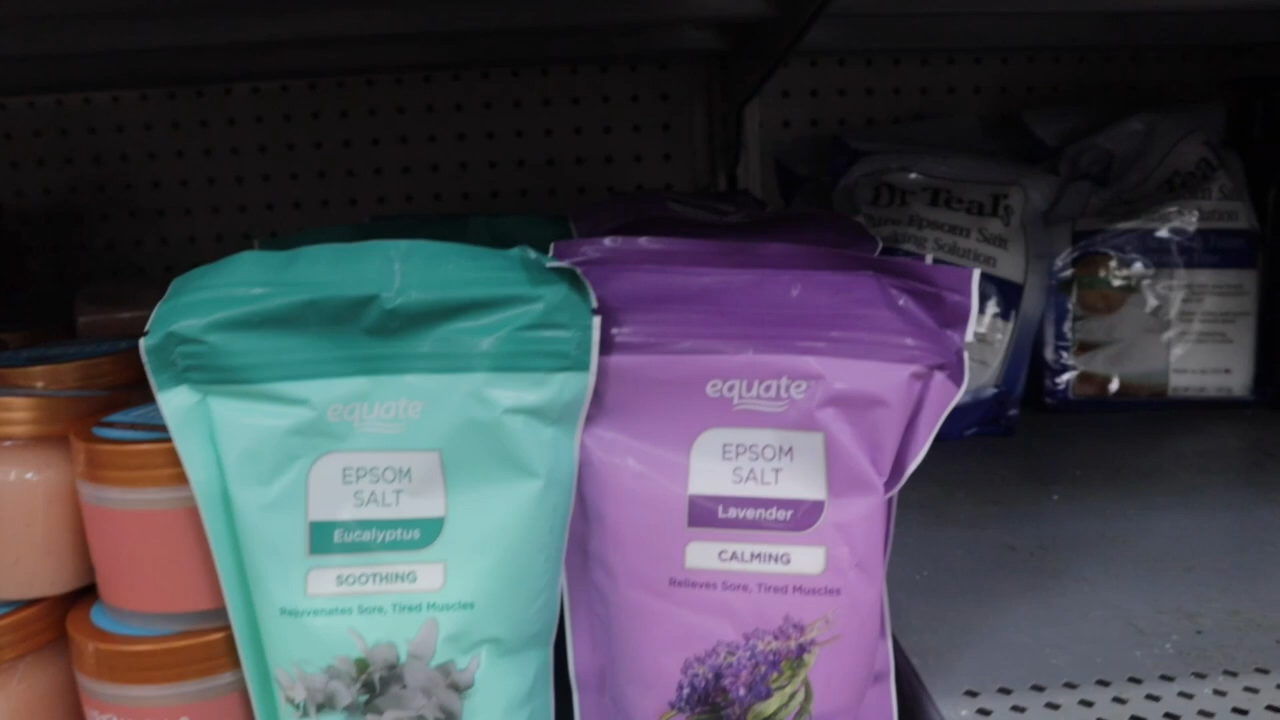 equate
EPSOM
SALT
Eucalyptus
SOOTHING
Rejuvenates Sore, Tired Muscles
equate
EPSOM
SALT
Lavender
CALMING
Relieves Sore, Tired Muscles
Dr Teal's
Pure Epsom Salt
Soaking Solution